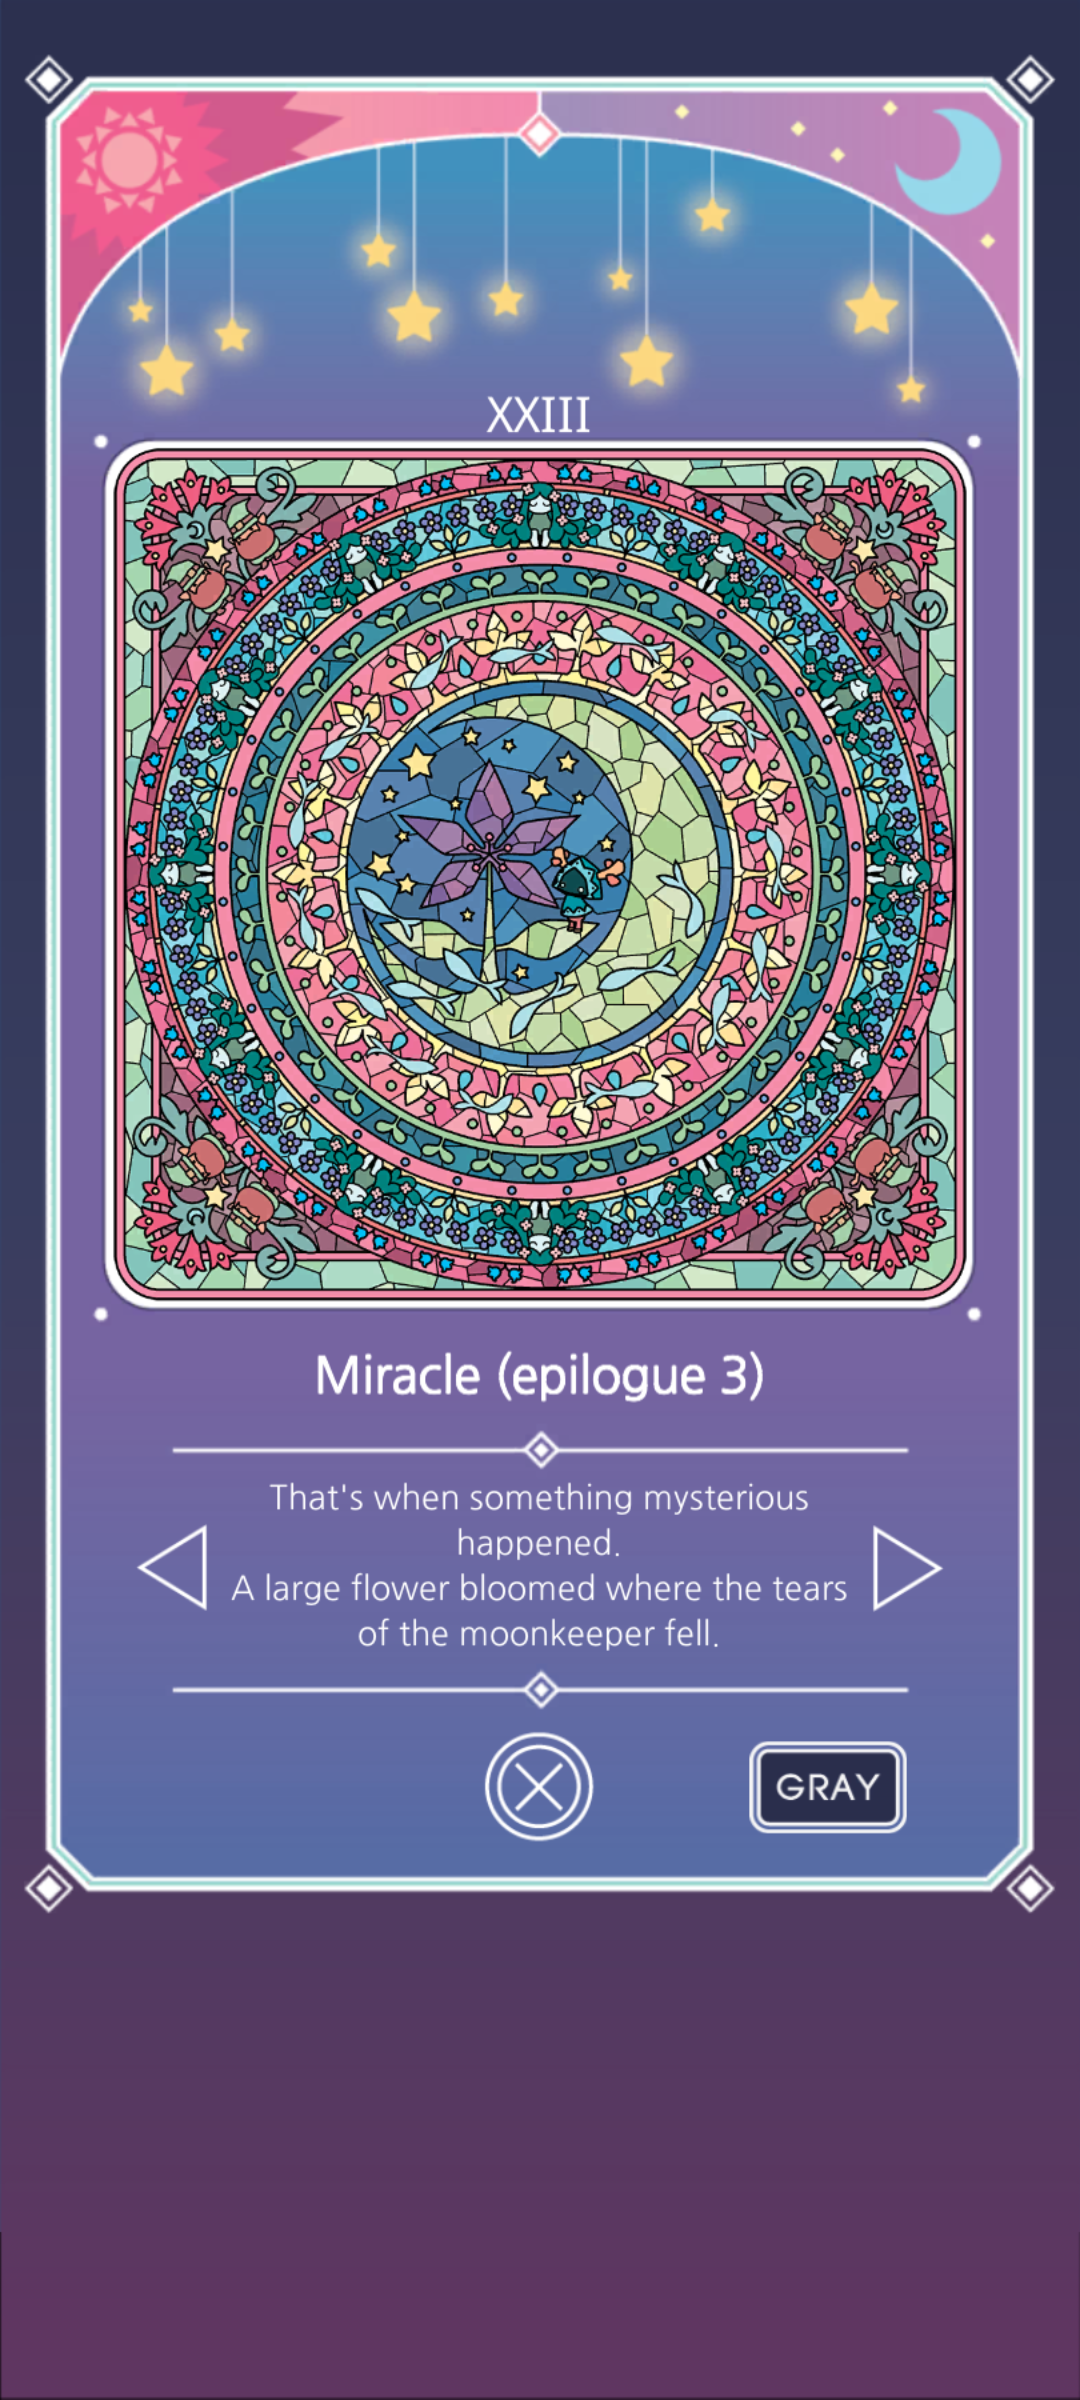 XXIII
Miracle (epilogue 3)
That's when something mysterious
happened.
A large flower bloomed where the tears
of the moonkeeper fell.
GRAY